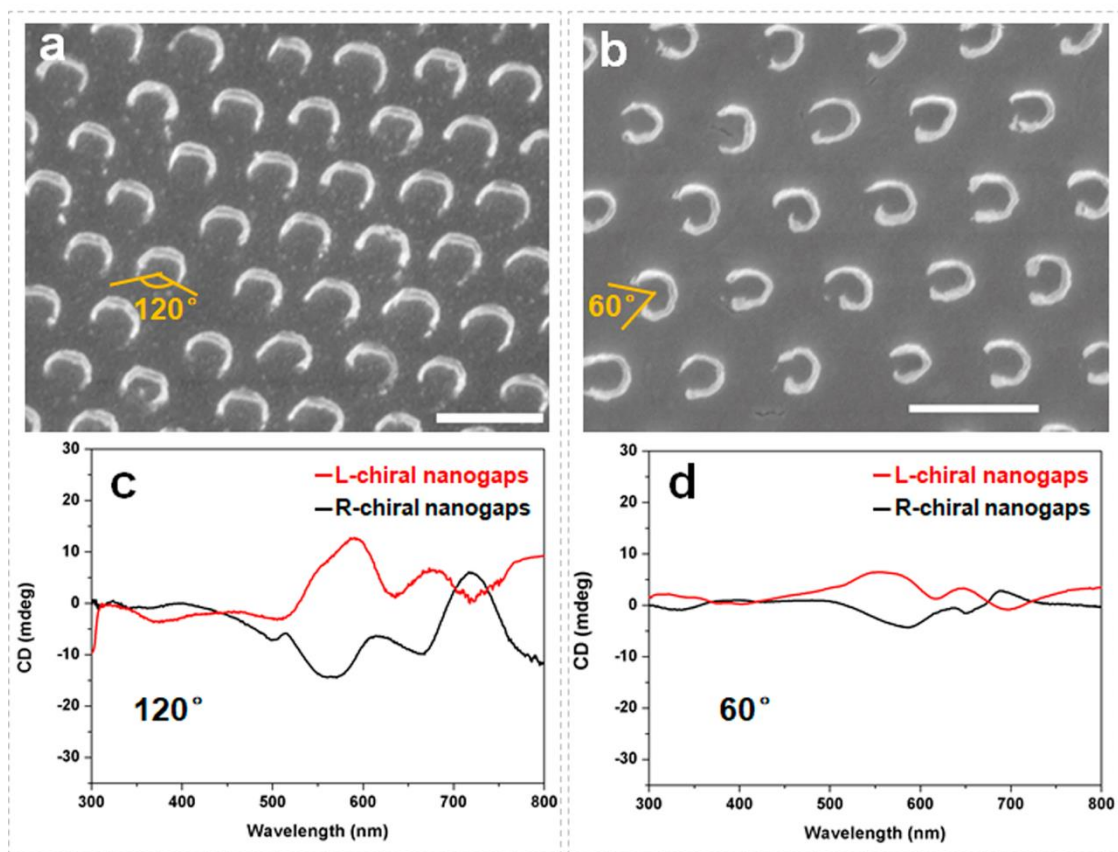 a
120°
b
60°
c
L-chiral nanogaps
R-chiral nanogaps
30
20
10
0
-10
-20
-30
CD (mdeg)
120°
300 400 500 600 700 800
Wavelength (nm)
d
L-chiral nanogaps
R-chiral nanogaps
30
20
10
0
-10
-20
-30
CD (mdeg)
60°
300 400 500 600 700 800
Wavelength (nm)